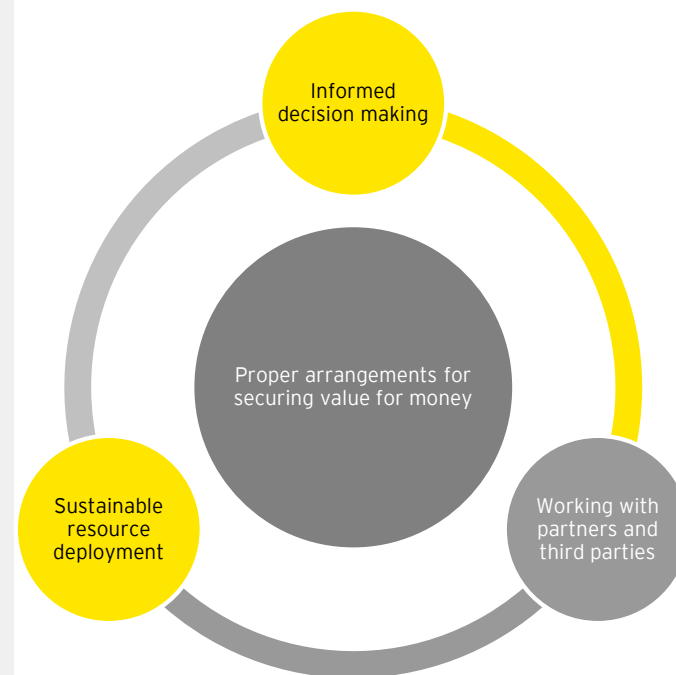 Informed
decision making
Proper arrangements for
securing value for money
Sustainable
resource
deployment
Working with
partners and
third parties